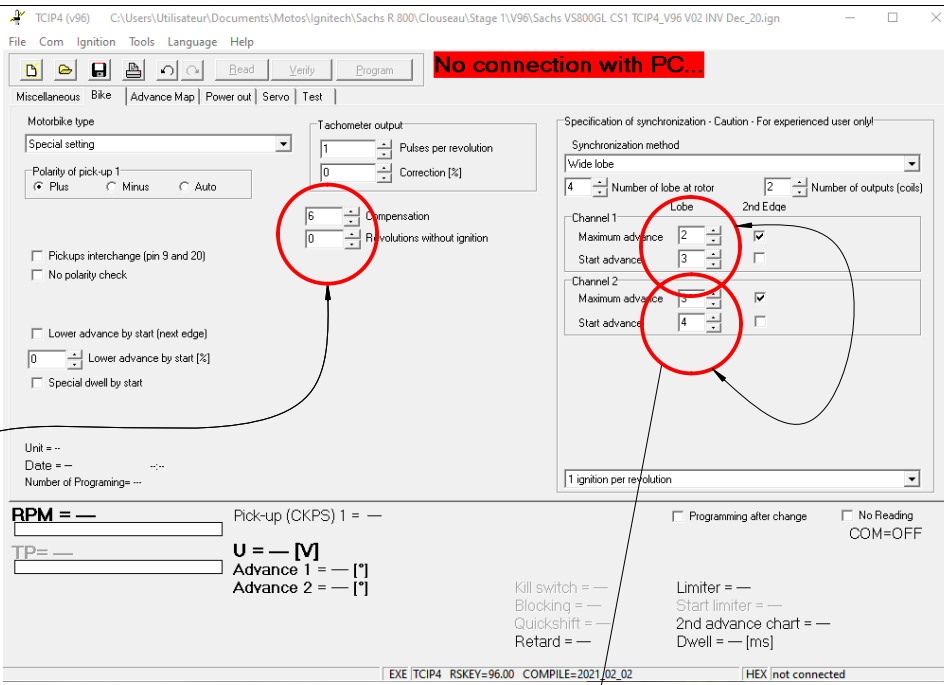 TCIP4 (v96) C:\Users\Utilisateur\Documents\Motos\Ignitech\Sachs R 800\Clouseau\Stage 1\V96\Sachs VS800GL CS1 TCIP4_V96 V02 INV Dec_20.ign
File Com Ignition Tools Language Help
Read Verify Program
No connection with PC...
Miscellaneous Bike Advance Map Power out Servo Test
Motorbike type
Special setting
Polarity of pick-up 1
Plus Minus Auto
Pickups interchange (pin 9 and 20)
No polarity check
Lower advance by start (next edge)
0 Lower advance by start [%]
Special dwell by start
Unit = --
Date = -- --:--
Number of Programing= ---
Tachometer output
1 Pulses per revolution
0 Correction [%]
6 Compensation
0 Revolutions without ignition
Specification of synchronization - Caution - For experienced user only!
Synchronization method
Wide lobe
4 Number of lobe at rotor 2 Number of outputs (coils)
Lobe 2nd Edge
Channel 1
Maximum advance 2
Start advance 3
Channel 2
Maximum advance 3
Start advance 4
1 ignition per revolution
RPM = —
TP= —
Pick-up (CKPS) 1 = —
U = — [V]
Advance 1 = — [°]
Advance 2 = — [°]
Kill switch = —
Blocking = —
Quickshift = —
Retard = —
Programming after change No Reading
COM=OFF
Limiter = —
Start limiter = —
2nd advance chart = —
Dwell = — [ms]
EXE TCIP4 RSKEY=96.00 COMPILE=2021_02_02 HEX not connected